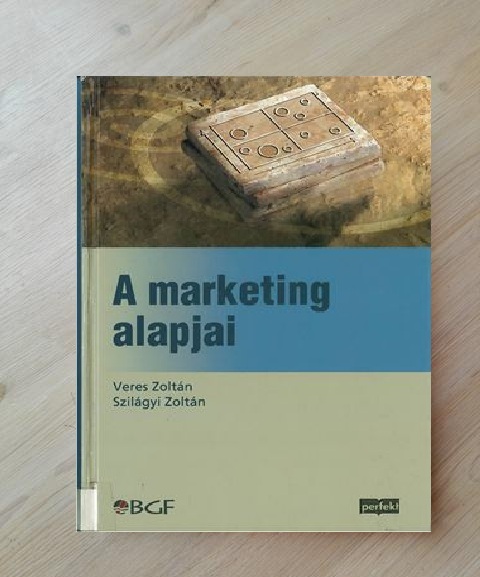 A marketing
alapjai
Veres Zoltán
Szilágyi Zoltán
BGF
perfekt